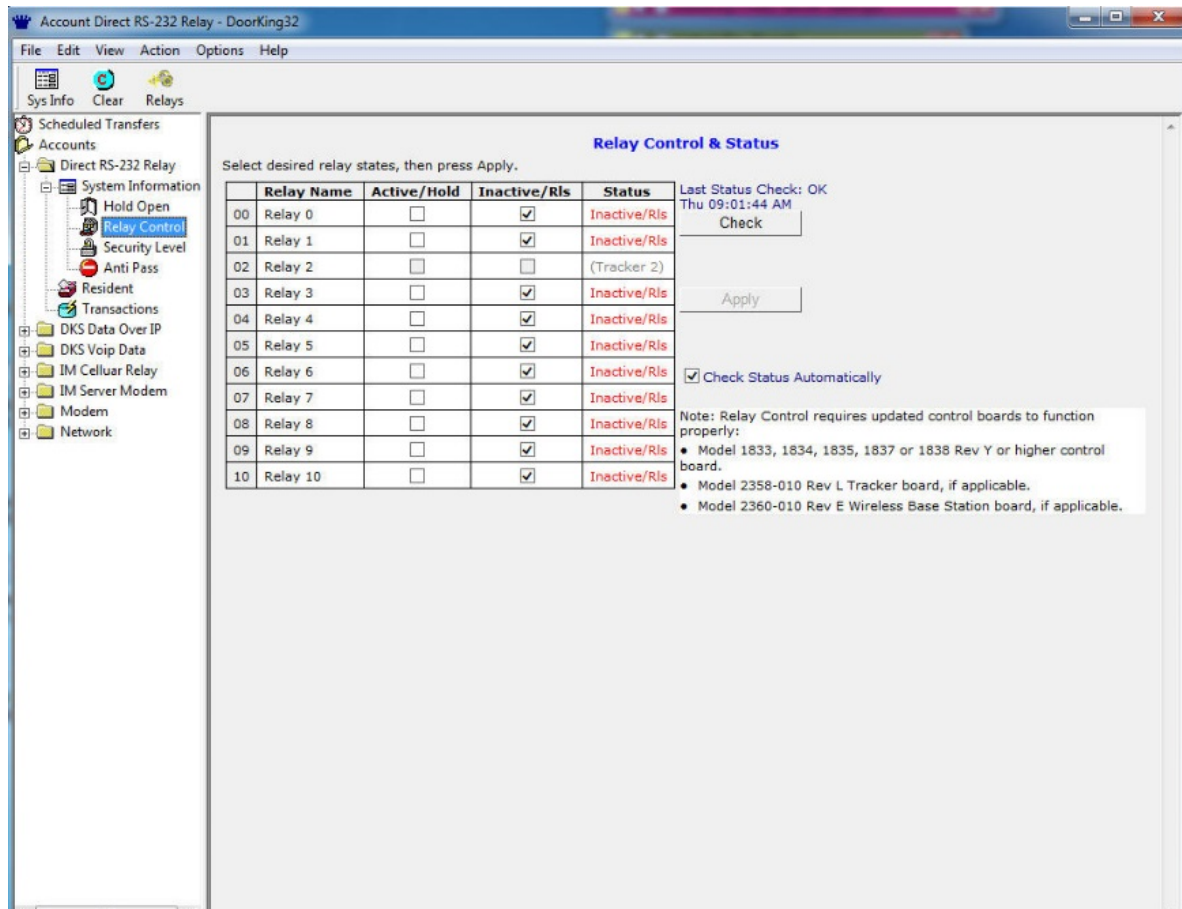 Account Direct RS-232 Relay - DoorKing32
File Edit View Action Options Help
Sys Info Clear Relays
Scheduled Transfers
Accounts
Direct RS-232 Relay
System Information
Hold Open
Relay Control
Security Level
Anti Pass
Resident
Transactions
DKS Data Over IP
DKS Voip Data
IM Celluar Relay
IM Server Modem
Modem
Network
Relay Control & Status
Select desired relay states, then press Apply.
Relay Name Active/Hold Inactive/Rls Status
00 Relay 0 Inactive/Rls
01 Relay 1 Inactive/Rls
02 Relay 2 (Tracker 2)
03 Relay 3 Inactive/Rls
04 Relay 4 Inactive/Rls
05 Relay 5 Inactive/Rls
06 Relay 6 Inactive/Rls
07 Relay 7 Inactive/Rls
08 Relay 8 Inactive/Rls
09 Relay 9 Inactive/Rls
10 Relay 10 Inactive/Rls
Last Status Check: OK
Thu 09:01:44 AM
Check
Apply
Check Status Automatically
Note: Relay Control requires updated control boards to function
properly:
• Model 1833, 1834, 1835, 1837 or 1838 Rev Y or higher control
board.
• Model 2358-010 Rev L Tracker board, if applicable.
• Model 2360-010 Rev E Wireless Base Station board, if applicable.